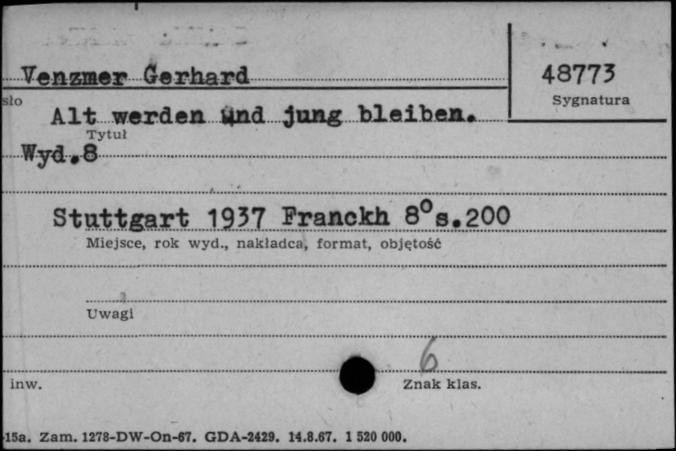 Venzmer Gerhard
48773
sło
Sygnatura
Alt werden und jung bleiben.
Tytuł
Wyd.8
Stuttgart 1937 Franckh 8° s.200
Miejsce, rok wyd., nakładca, format, objętość
Uwagi
6
inw.
Znak klas.
-15a. Zam. 1278-DW-On-67. GDA-2429. 14.8.67. 1 520 000.